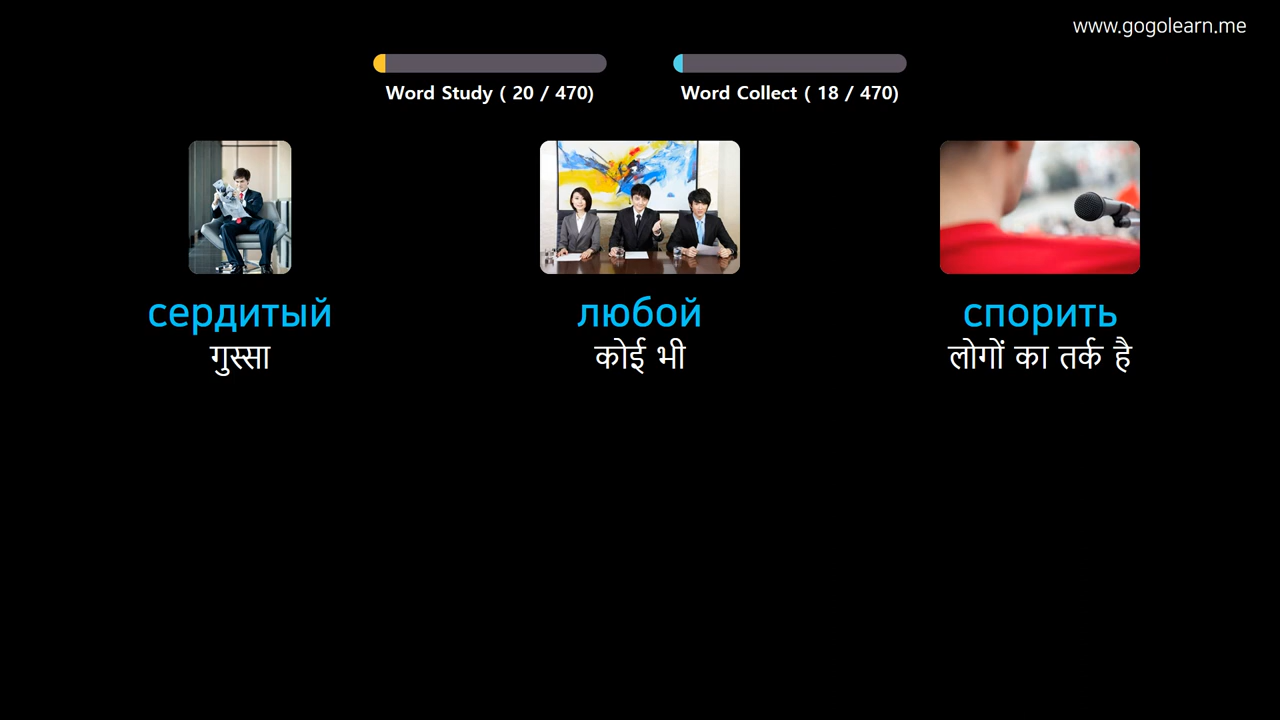 www.gogolearn.me
Word Study ( 20 / 470)
Word Collect ( 18 / 470)
сердитый
любой
спорить
गुस्सा
कोई भी
लोगों का तर्क है